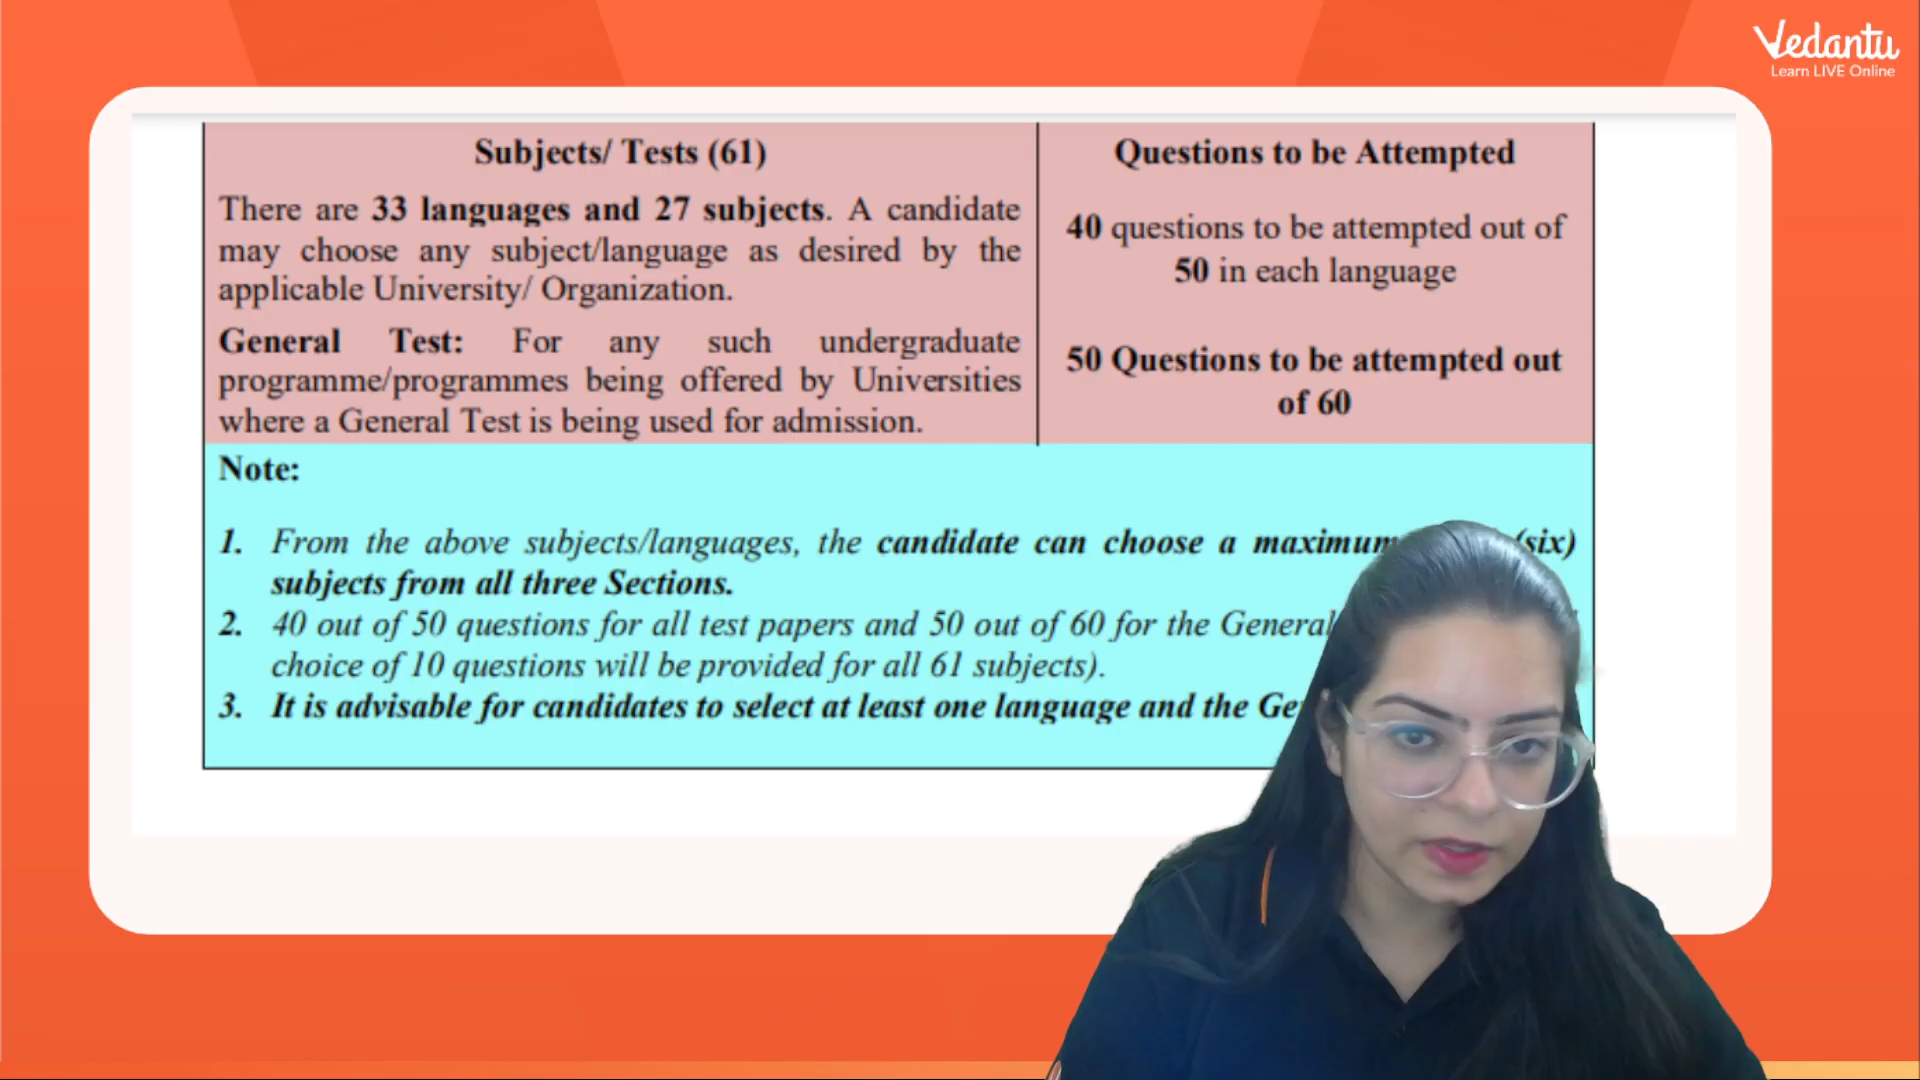 Vedantu
Learn LIVE Online
Subjects/ Tests (61)
There are 33 languages and 27 subjects. A candidate
may choose any subject/language as desired by the
applicable University/ Organization.
General Test: For any such undergraduate
programme/programmes being offered by Universities
where a General Test is being used for admission.
Questions to be Attempted
40 questions to be attempted out of
50 in each language
50 Questions to be attempted out
of 60
Note:
1. From the above subjects/languages, the candidate can choose a maximum (six)
subjects from all three Sections.
2. 40 out of 50 questions for all test papers and 50 out of 60 for the General
choice of 10 questions will be provided for all 61 subjects).
3. It is advisable for candidates to select at least one language and the